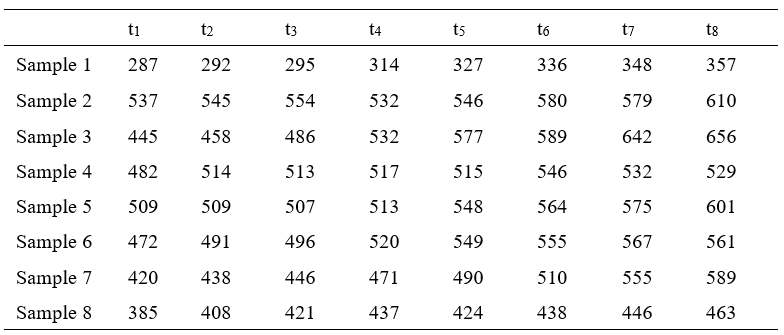 t1 t2 t3 t4 t5 t6 t7 t8
Sample 1 287 292 295 314 327 336 348 357
Sample 2 537 545 554 532 546 580 579 610
Sample 3 445 458 486 532 577 589 642 656
Sample 4 482 514 513 517 515 546 532 529
Sample 5 509 509 507 513 548 564 575 601
Sample 6 472 491 496 520 549 555 567 561
Sample 7 420 438 446 471 490 510 555 589
Sample 8 385 408 421 437 424 438 446 463